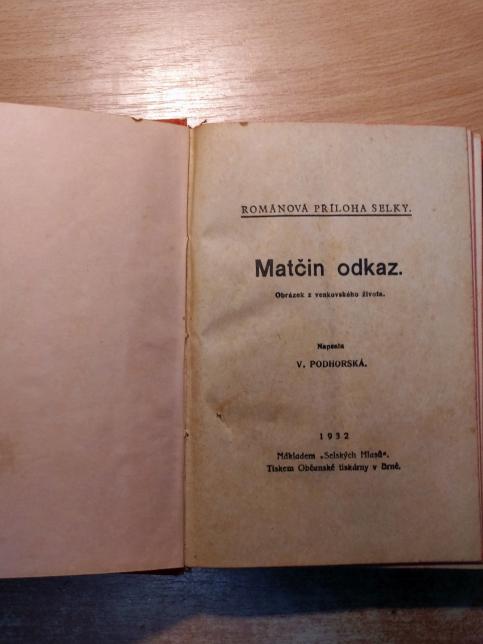 ROMÁNOVÁ PŘÍLOHA SELKY.
Matčin odkaz.
Obrázek z venkovského života.
Napsala
V. PODHORSKÁ.
1932
Nákladem „Selských Hlasů“.
Tiskem Občanské tiskárny v Brně.